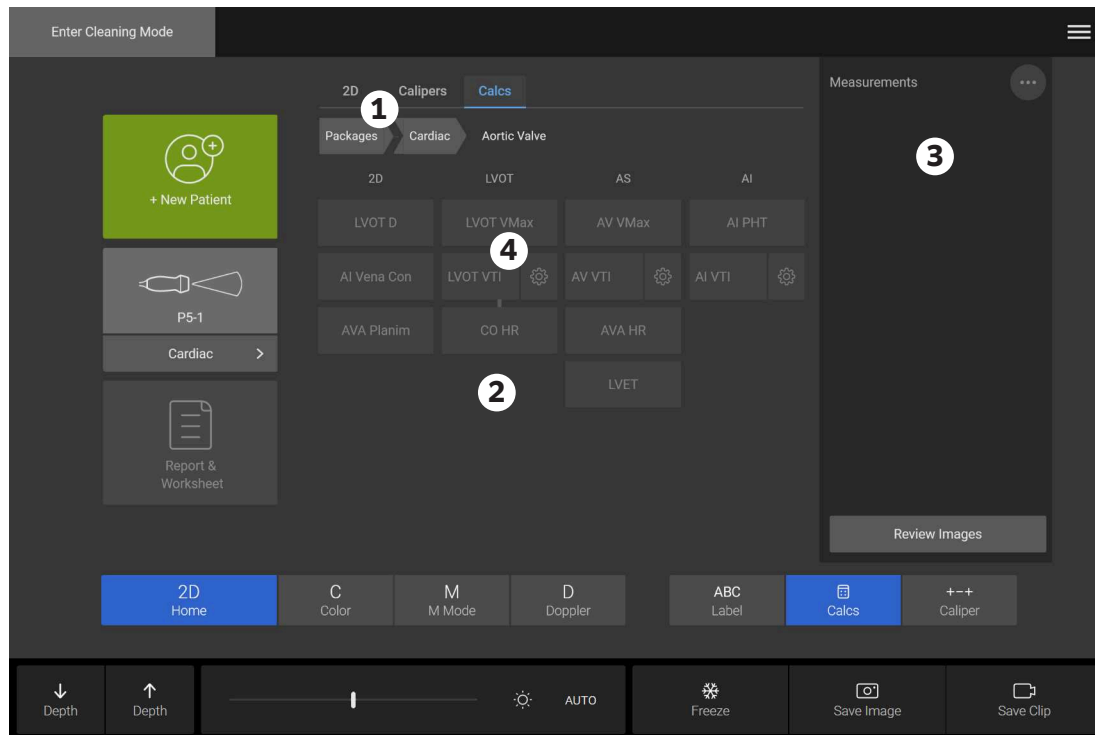 Enter Cleaning Mode
2D Calipers Calcs
1
Packages Cardiac Aortic Valve
2D LVOT AS AI
LVOT D LVOT VMax AV VMax AI PHT
4
AI Vena Con LVOT VTI AV VTI AI VTI
AVA Planim CO HR AVA HR
2
LVET
Measurements
3
Review Images
+ New Patient
P5-1
Cardiac
Report &
Worksheet
2D C M D ABC +--+
Home Color M Mode Doppler Label Calcs Caliper
AUTO
Depth Depth Freeze Save Image Save Clip